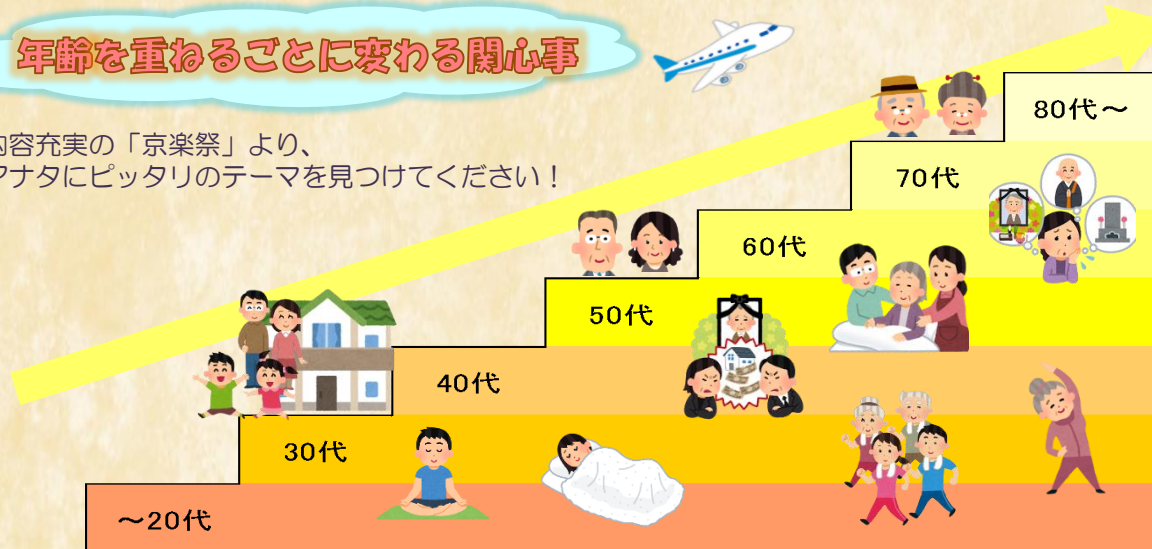 年齢を重ねるごとに変わる関心事
内容充実の「京楽祭」より、
アナタにピッタリのテーマを見つけてください！
80代～
70代
60代
50代
40代
30代
～20代